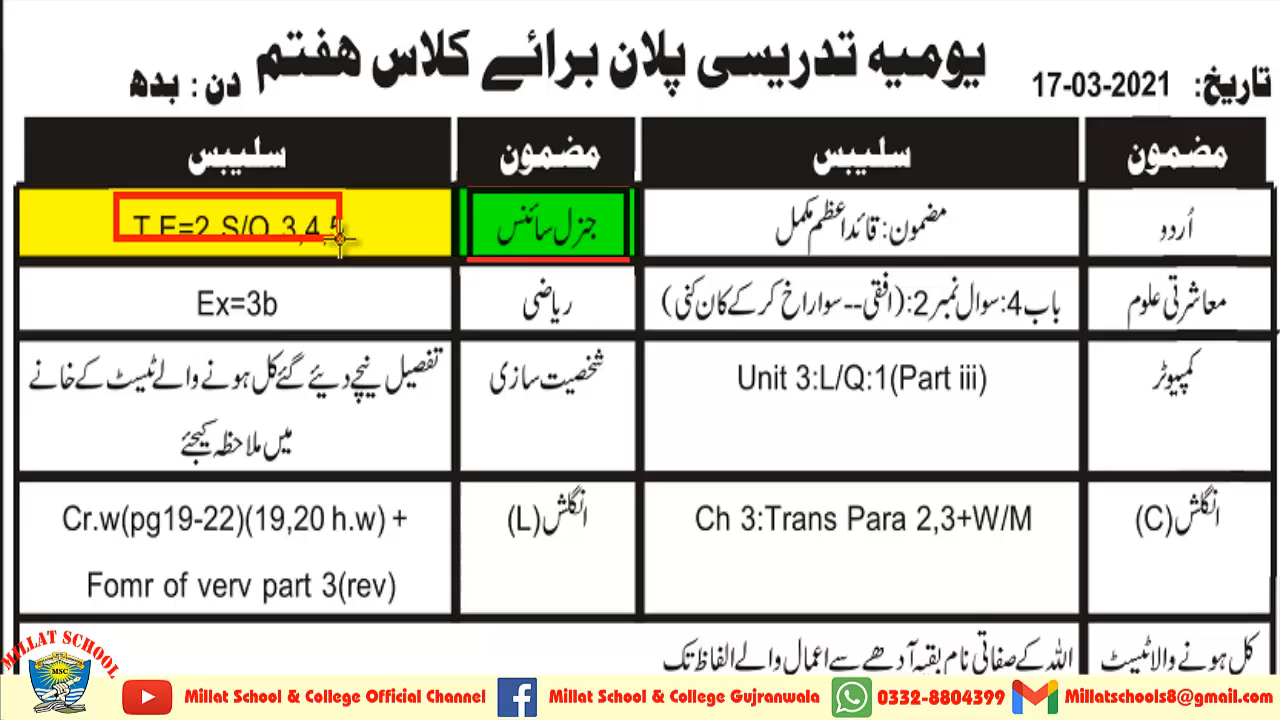 یومیہ تدریسی پلان برائے کلاس ہفتم
تاریخ: 17-03-2021
دن : بدھ
مضمون سلیبس مضمون سلیبس
اُردو مضمون: قائداعظم مکمل جنرل سائنس T.E=2 S/Q 3,4,5
معاشرتی علوم باب 4: سوال نمبر 2: (افقی--سواراخ کر کے کان کنی) ریاضی Ex=3b
کمپیوٹر Unit 3:L/Q:1(Part iii) شخصیت سازی تفصیل نیچے دیئے گئے کل ہونے والے ٹیسٹ کے خانے
میں ملاحظہ کیجئے
انگلش (C) Ch 3:Trans Para 2,3+W/M انگلش (L) Cr.w(pg19-22)(19,20 h.w) +
Fomr of verv part 3(rev)
کل ہونے والا ٹیسٹ اللہ کے صفاتی نام بقیہ آدھے سے اعمال والے الفاظ تک
MILLAT SCHOOL
MSC
Millat School & College Official Channel Millat School & College Gujranwala 0332-8804399 Millatschools8@gmail.com